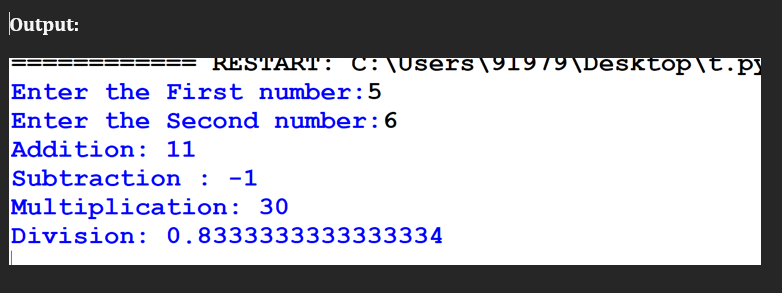 Output:
============ RESTART: C:\Users\91979\Desktop\t.py
Enter the First number:5
Enter the Second number:6
Addition: 11
Subtraction : -1
Multiplication: 30
Division: 0.8333333333333334